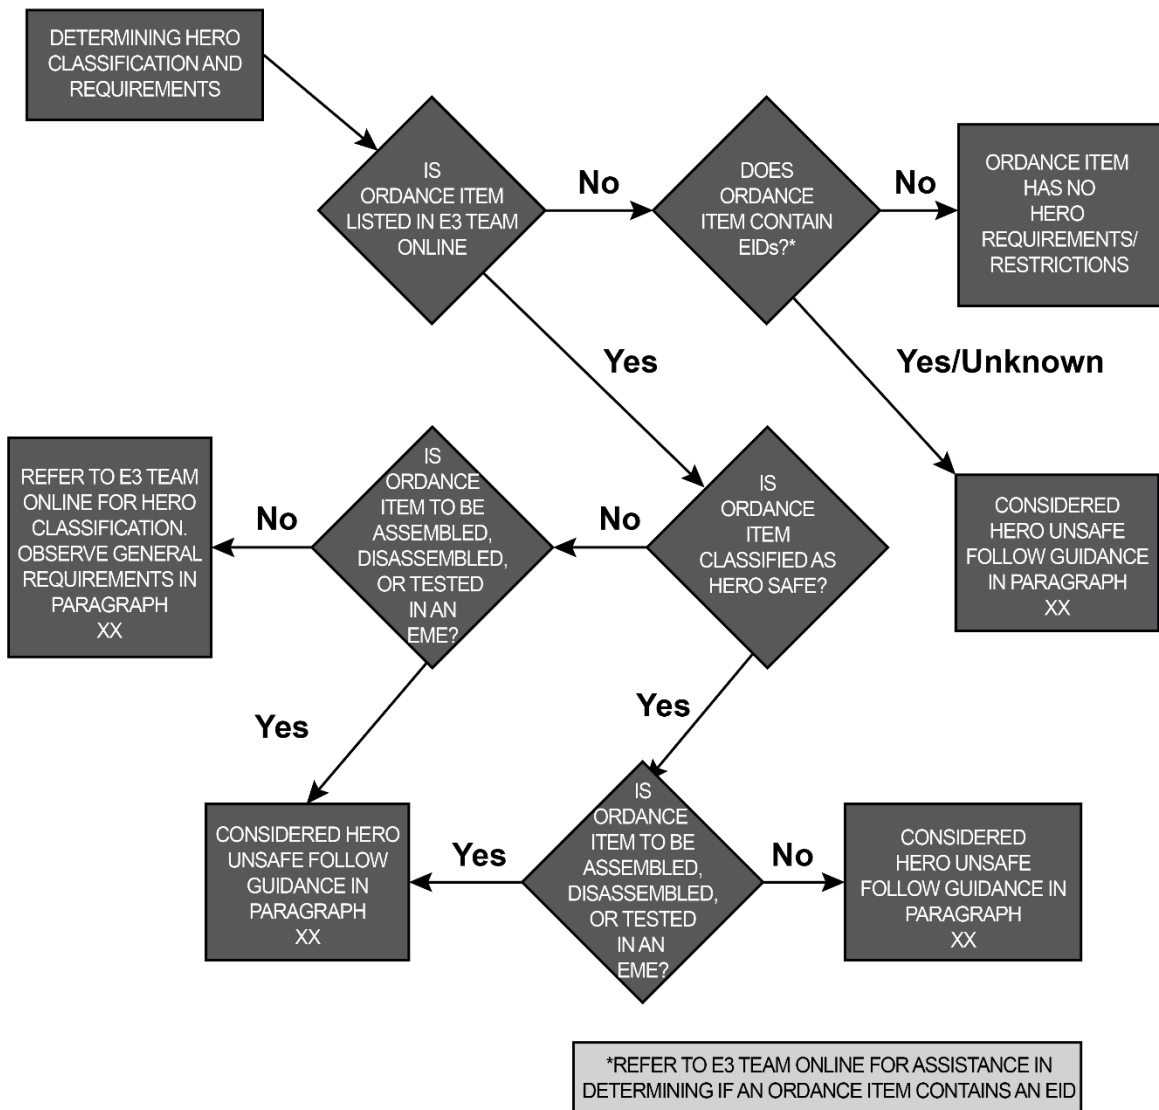 DETERMINING HERO
CLASSIFICATION AND
REQUIREMENTS
IS
ORDANCE ITEM
LISTED IN E3 TEAM
ONLINE
No
DOES
ORDANCE
ITEM CONTAIN
EIDs?*
No
ORDANCE ITEM
HAS NO
HERO
REQUIREMENTS/
RESTRICTIONS
Yes
Yes/Unknown
REFER TO E3 TEAM
ONLINE FOR HERO
CLASSIFICATION.
OBSERVE GENERAL
REQUIREMENTS IN
PARAGRAPH
XX
No
IS
ORDANCE
ITEM TO BE
ASSEMBLED,
DISASSEMBLED,
OR TESTED
IN AN
EME?
No
IS
ORDANCE
ITEM
CLASSIFIED AS
HERO SAFE?
CONSIDERED
HERO UNSAFE
FOLLOW GUIDANCE
IN PARAGRAPH
XX
Yes
Yes
CONSIDERED HERO
UNSAFE FOLLOW
GUIDANCE IN
PARAGRAPH
XX
Yes
IS
ORDANCE
ITEM TO BE
ASSEMBLED,
DISASSEMBLED,
OR TESTED
IN AN
EME?
No
CONSIDERED
HERO UNSAFE
FOLLOW GUIDANCE IN
PARAGRAPH
XX
*REFER TO E3 TEAM ONLINE FOR ASSISTANCE IN
DETERMINING IF AN ORDANCE ITEM CONTAINS AN EID